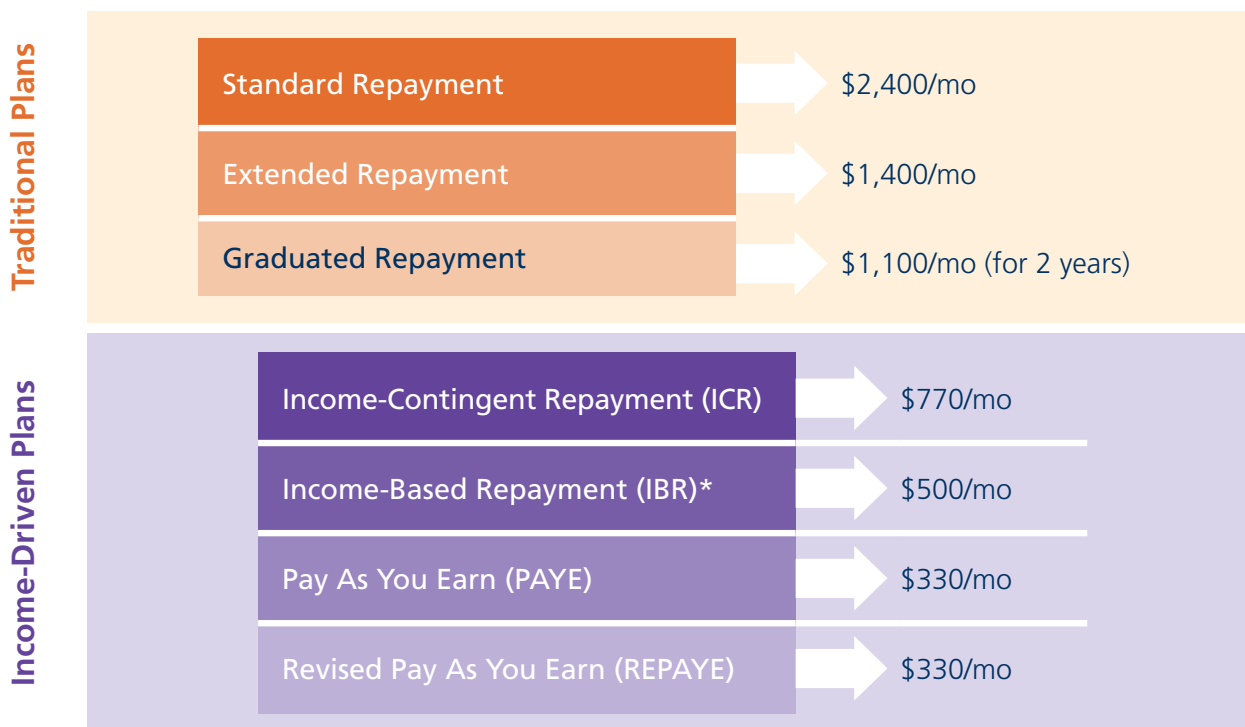 Traditional Plans
Standard Repayment
$2,400/mo
Extended Repayment
$1,400/mo
Graduated Repayment
$1,100/mo (for 2 years)
Income-Driven Plans
Income-Contingent Repayment (ICR)
$770/mo
Income-Based Repayment (IBR)*
$500/mo
Pay As You Earn (PAYE)
$330/mo
Revised Pay As You Earn (REPAYE)
$330/mo